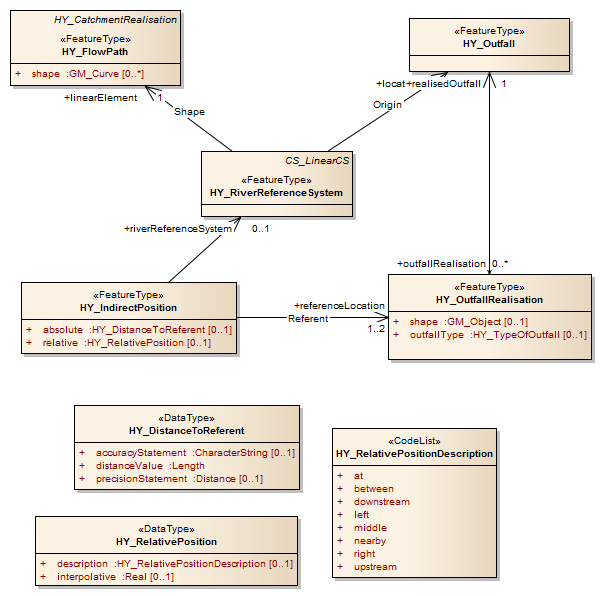 HY_CatchmentRealisation
«FeatureType»
HY_FlowPath
+ shape :GM_Curve [0..*]
«FeatureType»
HY_Outfall
+linearElement 1
Shape
+locat+realisedOutfall 1
Origin
CS_LinearCS
«FeatureType»
HY_RiverReferenceSystem
+riverReferenceSystem 0..1
+outfallRealisation 0..*
«FeatureType»
HY_IndirectPosition
+ absolute :HY_DistanceToReferent [0..1]
+ relative :HY_RelativePosition [0..1]
+referenceLocation
Referent
1..2
«FeatureType»
HY_OutfallRealisation
+ shape :GM_Object [0..1]
+ outfallType :HY_TypeOfOutfall [0..1]
«DataType»
HY_DistanceToReferent
+ accuracyStatement :CharacterString [0..1]
+ distanceValue :Length
+ precisionStatement :Distance [0..1]
«CodeList»
HY_RelativePositionDescription
+ at
+ between
+ downstream
+ left
+ middle
+ nearby
+ right
+ upstream
«DataType»
HY_RelativePosition
+ description :HY_RelativePositionDescription [0..1]
+ interpolative :Real [0..1]